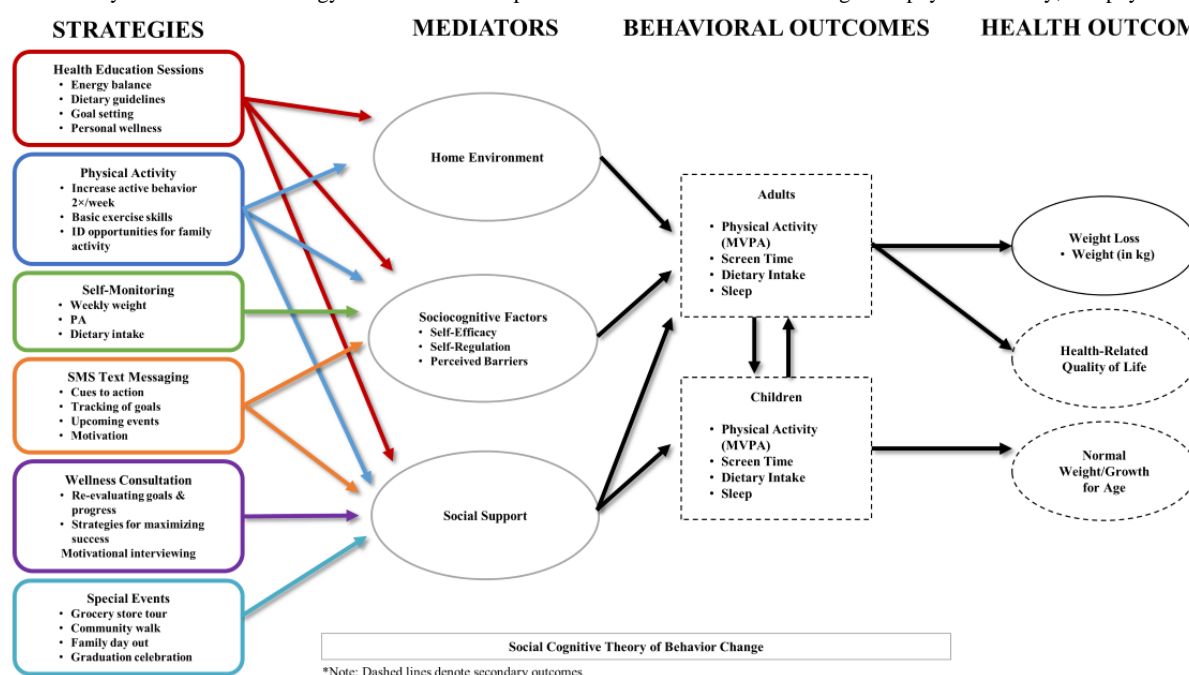 STRATEGIES
MEDIATORS
BEHAVIORAL OUTCOMES
HEALTH OUTCOM
Health Education Sessions
• Energy balance
• Dietary guidelines
• Goal setting
• Personal wellness
Physical Activity
• Increase active behavior
2×/week
• Basic exercise skills
• ID opportunities for family
activity
Self-Monitoring
• Weekly weight
• PA
• Dietary intake
SMS Text Messaging
• Cues to action
• Tracking of goals
• Upcoming events
• Motivation
Wellness Consultation
• Re-evaluating goals &
progress
• Strategies for maximizing
success
Motivational interviewing
Special Events
• Grocery store tour
• Community walk
• Family day out
• Graduation celebration
Home Environment
Sociocognitive Factors
• Self-Efficacy
• Self-Regulation
• Perceived Barriers
Social Support
Adults
• Physical Activity
(MVPA)
• Screen Time
• Dietary Intake
• Sleep
Children
• Physical Activity
(MVPA)
• Screen Time
• Dietary Intake
• Sleep
Weight Loss
• Weight (in kg)
Health-Related
Quality of Life
Normal
Weight/Growth
for Age
Social Cognitive Theory of Behavior Change
*Note: Dashed lines denote secondary outcomes